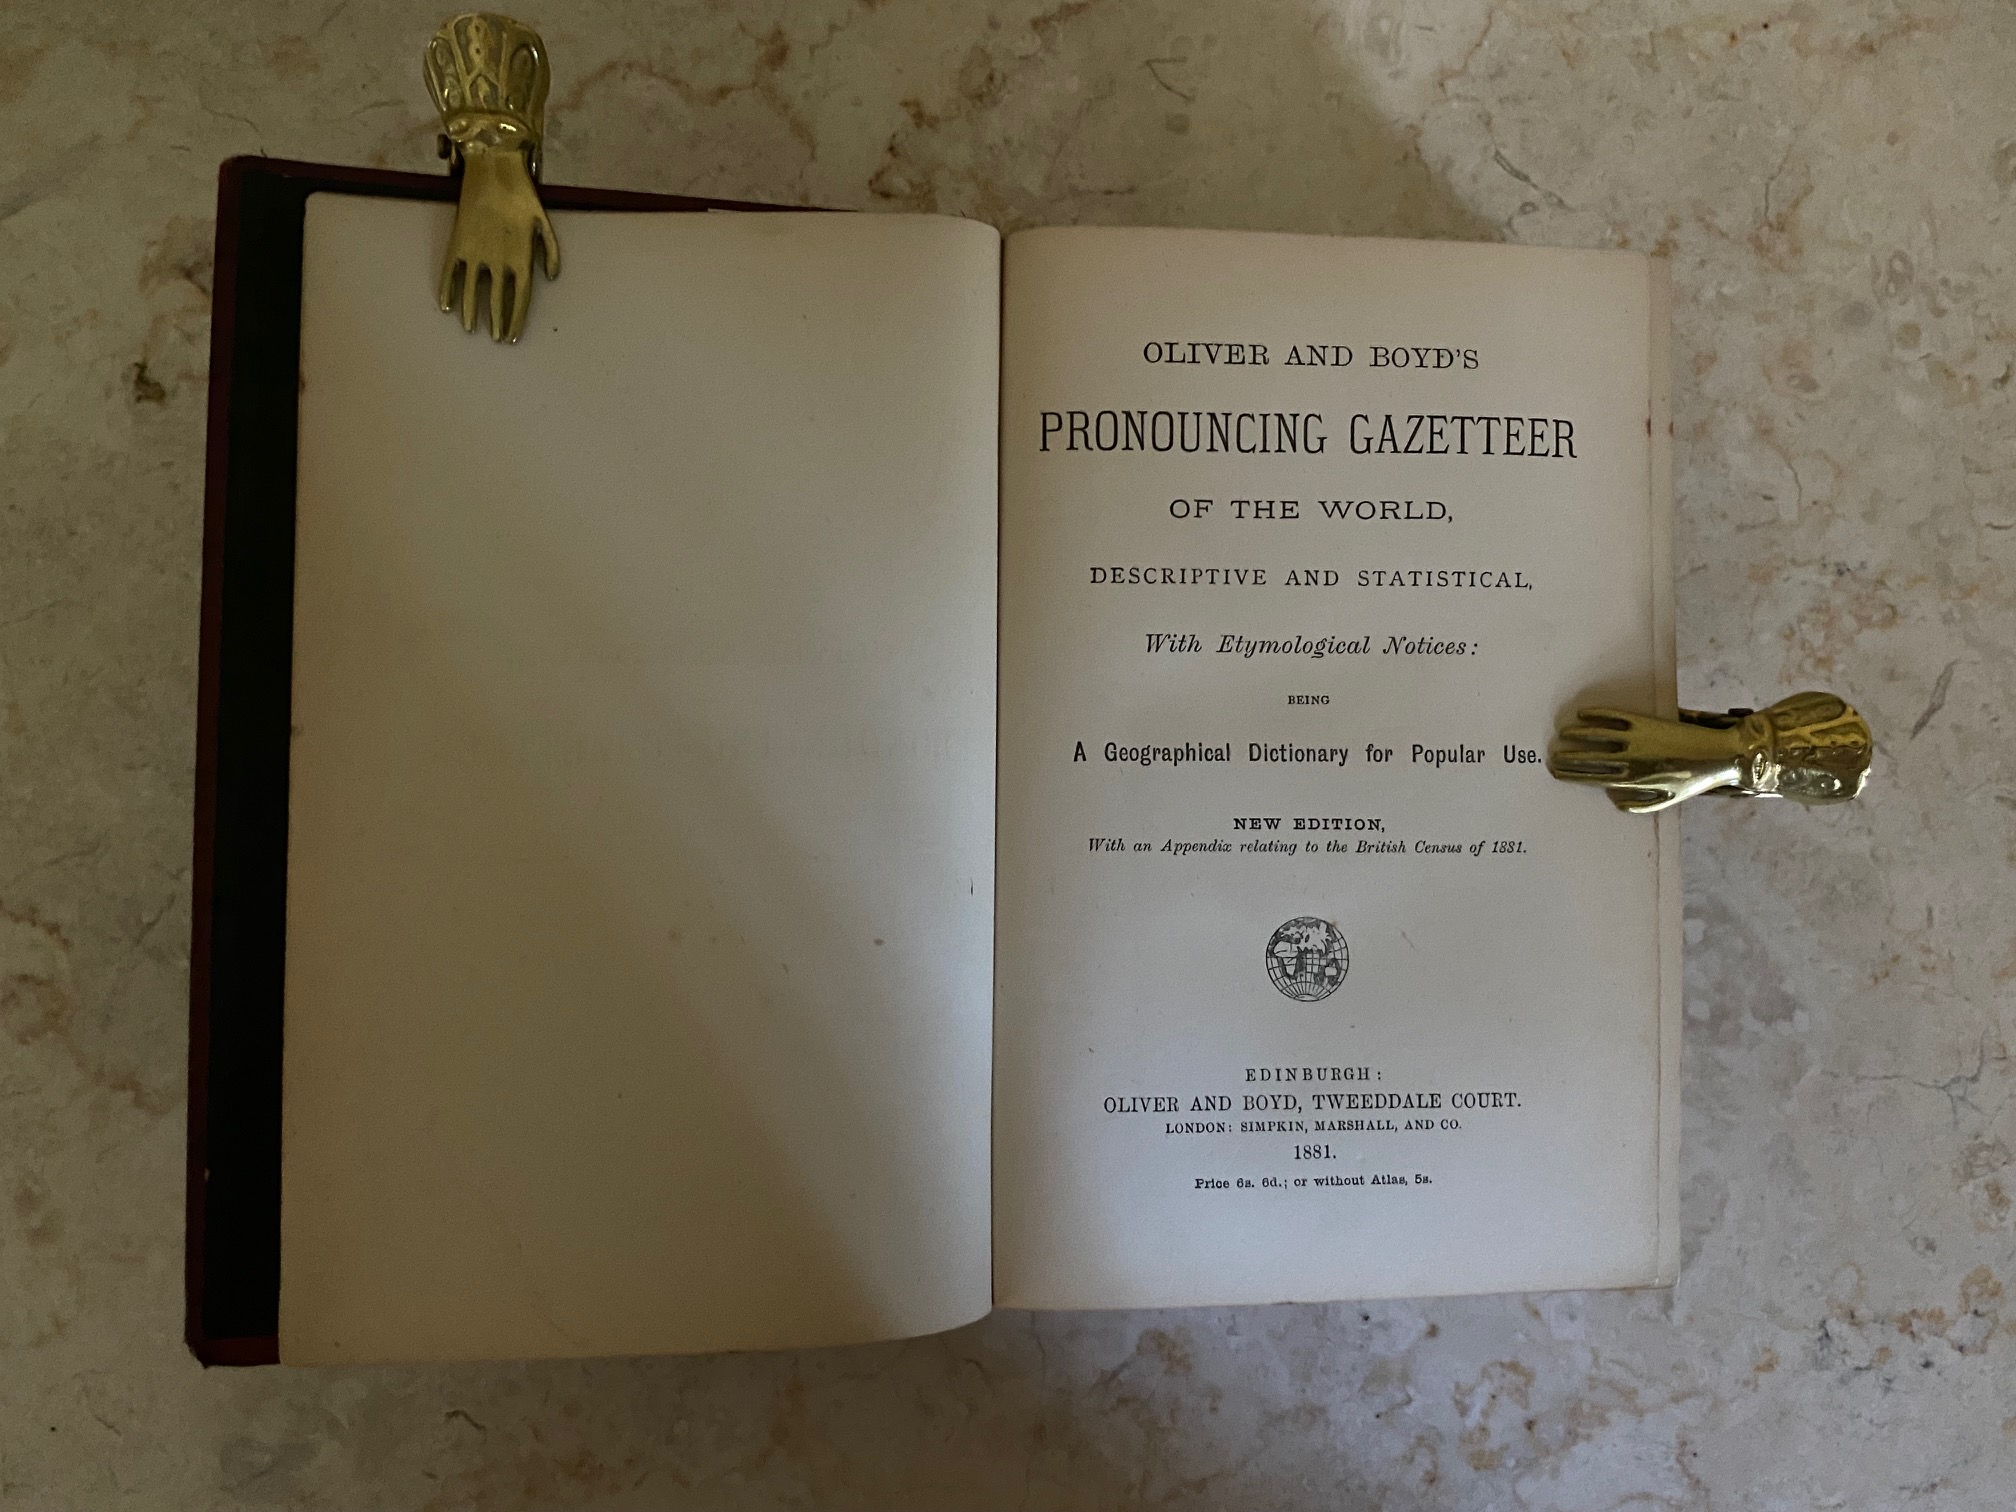 OLIVER AND BOYD'S
PRONOUNCING GAZETTEER
OF THE WORLD,
DESCRIPTIVE AND STATISTICAL,
With Etymological Notices:
BEING
A Geographical Dictionary for Popular Use.
NEW EDITION,
With an Appendix relating to the British Census of 1881.
EDINBURGH:
OLIVER AND BOYD, TWEEDDALE COURT.
LONDON: SIMPKIN, MARSHALL, AND CO.
1881.
Price 6s. 6d.; or without Atlas, 5s.